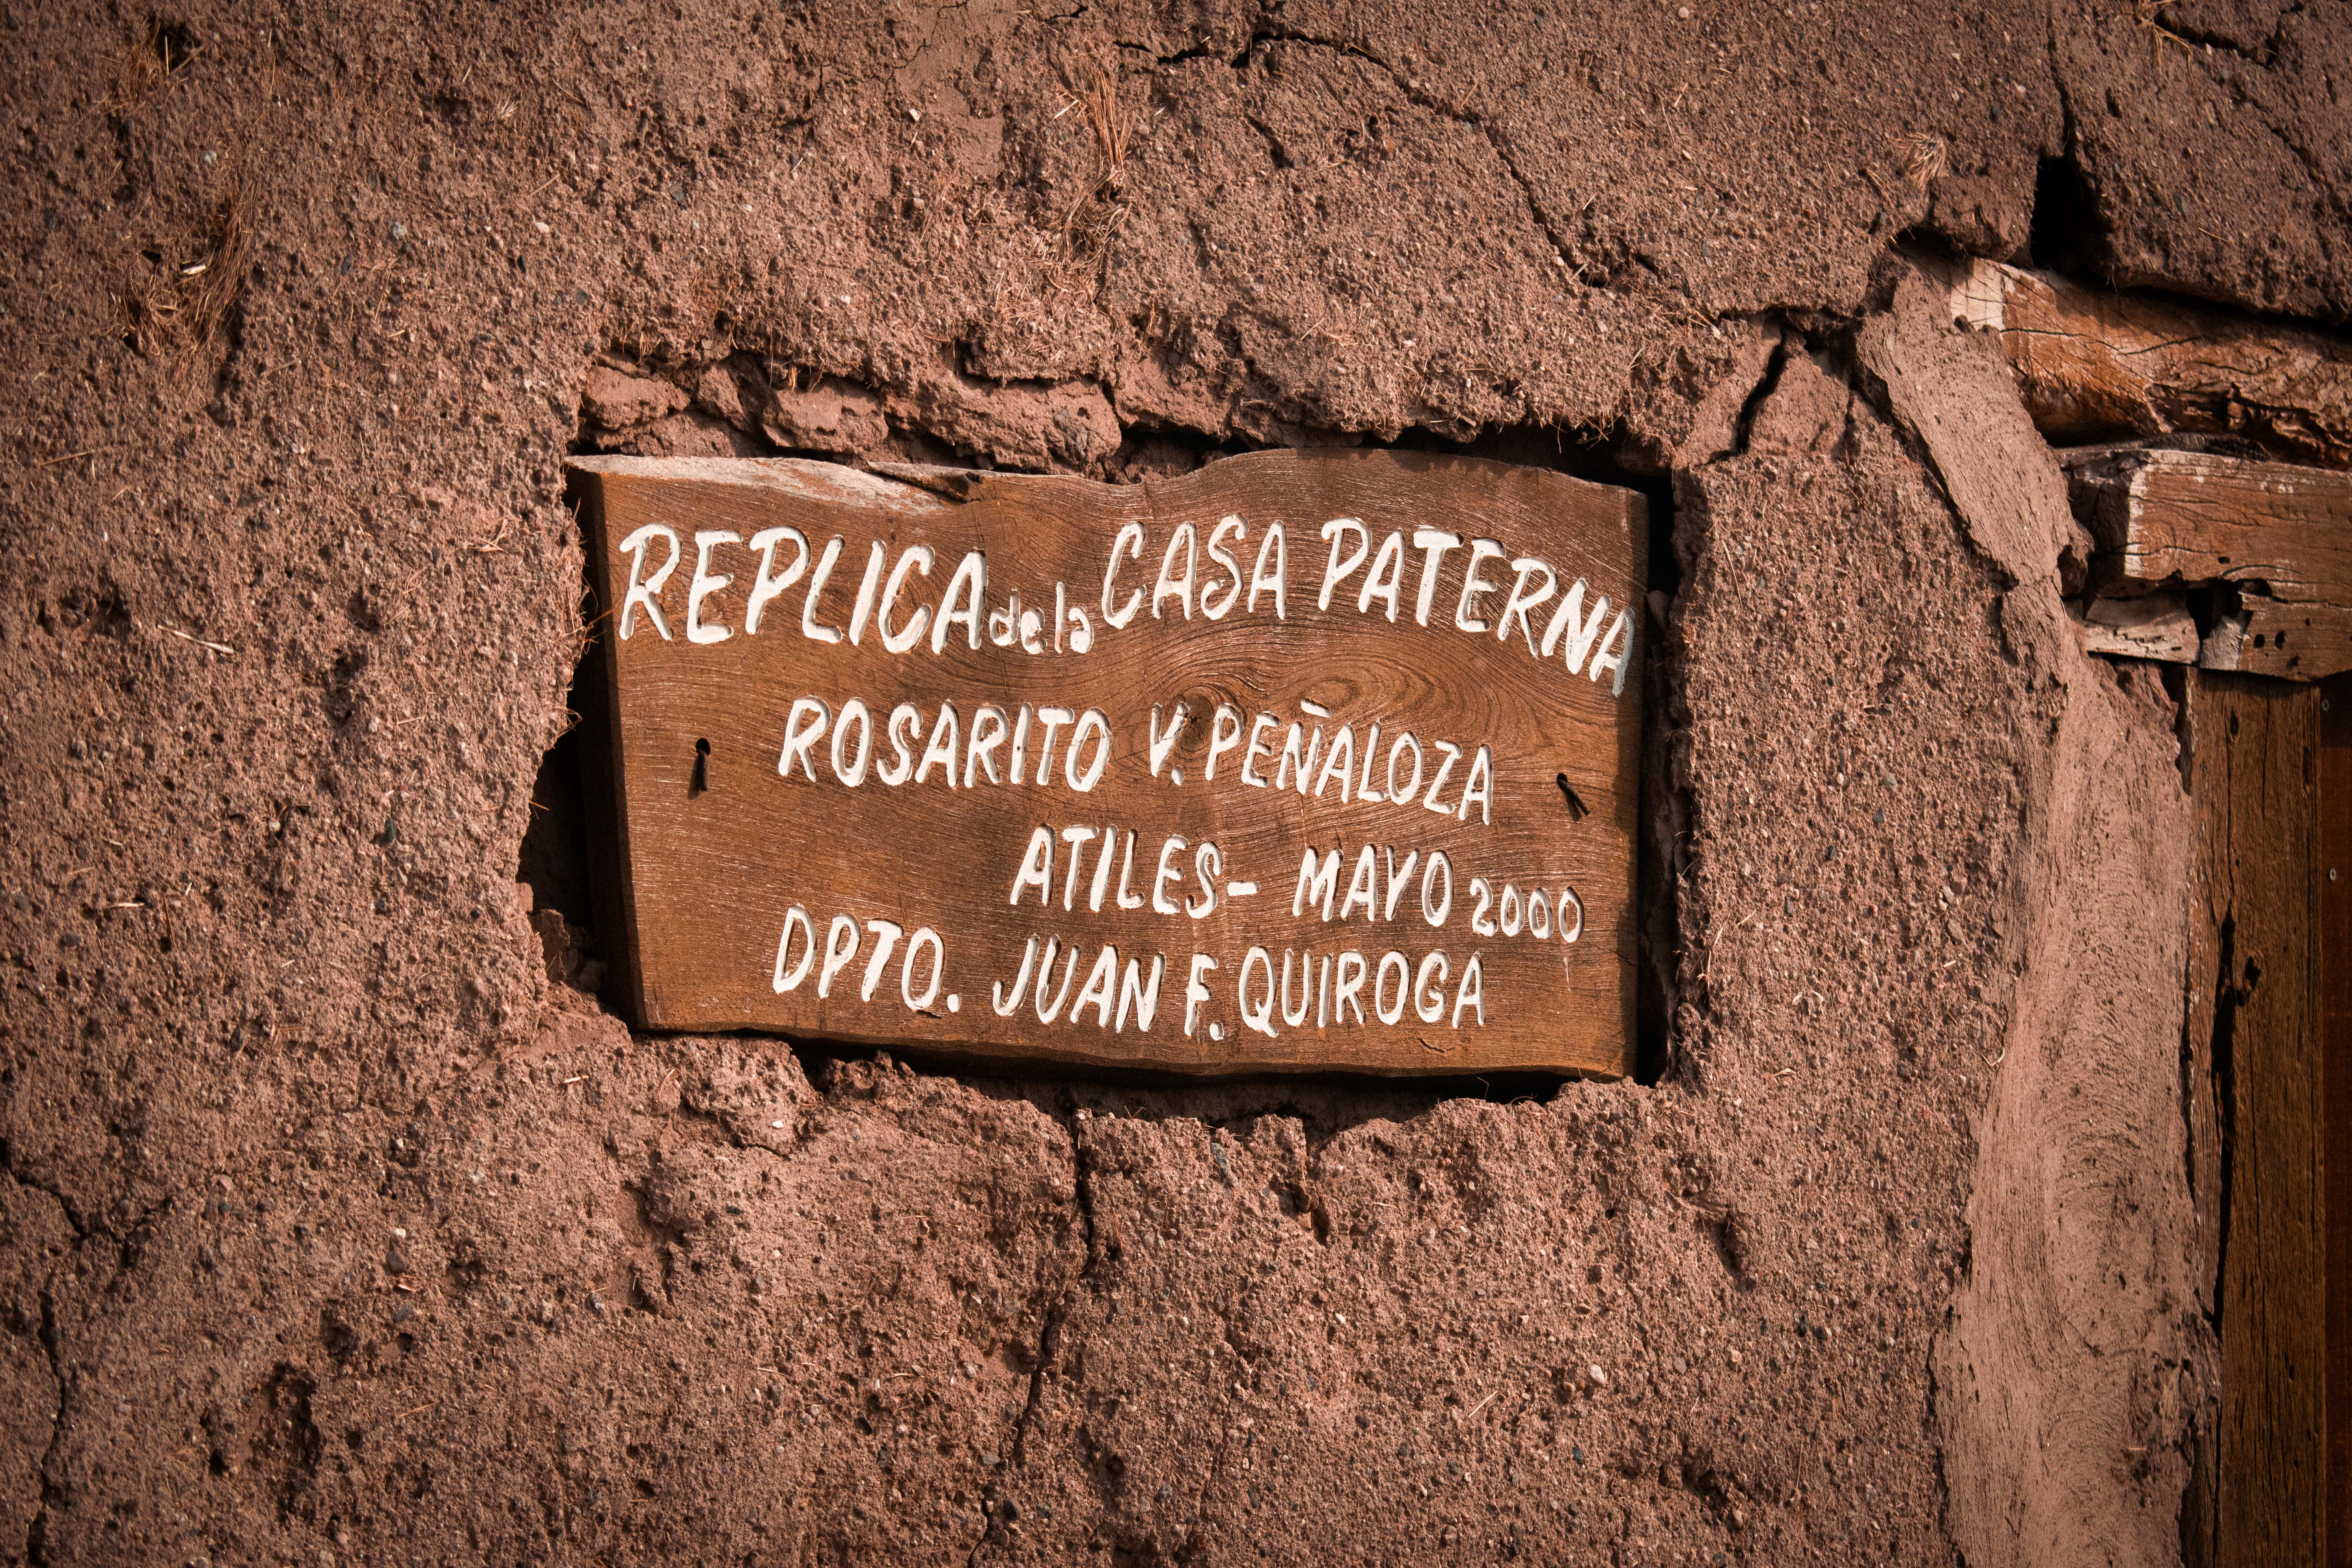 REPLICA de la CASA PATERNA
ROSARITO V. PEÑALOZA
ATILES- MAYO 2000
DPTO. JUAN F. QUIROGA